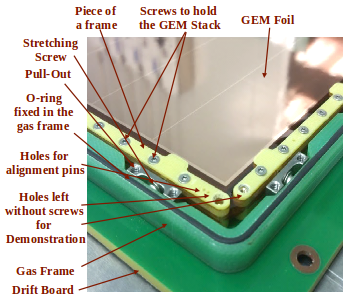 Piece of
a frame
Screws to hold
the GEM Stack
GEM Foil
Stretching
Screw
Pull-Out
O-ring
fixed in the
gas frame
Holes for
alignment pins
Holes left
without screws
for
Demonstration
Gas Frame
Drift Board